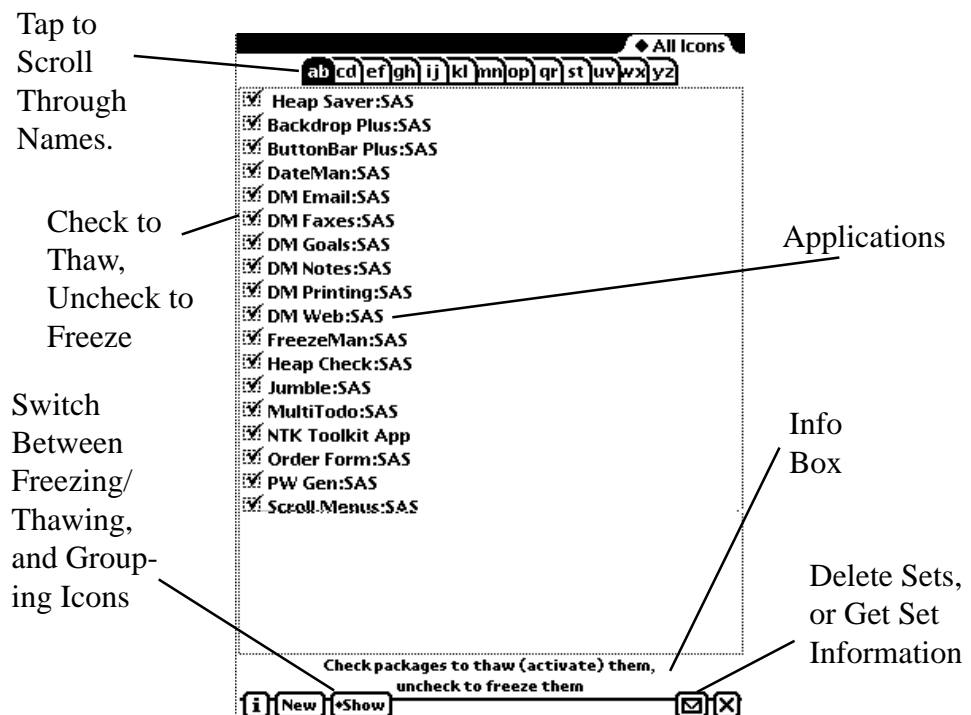 Tap to
Scroll
Through
Names.
◆ All Icons
ab cd ef gh ij kl mn op qr st uv wx yz
Heap Saver:SAS
Backdrop Plus:SAS
ButtonBar Plus:SAS
DateMan:SAS
DM Email:SAS
DM Faxes:SAS
DM Goals:SAS
DM Notes:SAS
DM Printing:SAS
DM Web:SAS
FreezeMan:SAS
Heap Check:SAS
Jumble:SAS
MultiTodo:SAS
NTK Toolkit App
Order Form:SAS
PW Gen:SAS
Scroll Menus:SAS
Check to
Thaw,
Uncheck to
Freeze
Applications
Switch
Between
Freezing/
Thawing,
and Group-
ing Icons
Info
Box
Delete Sets,
or Get Set
Information
Check packages to thaw (activate) them,
uncheck to freeze them
i New ◆Show